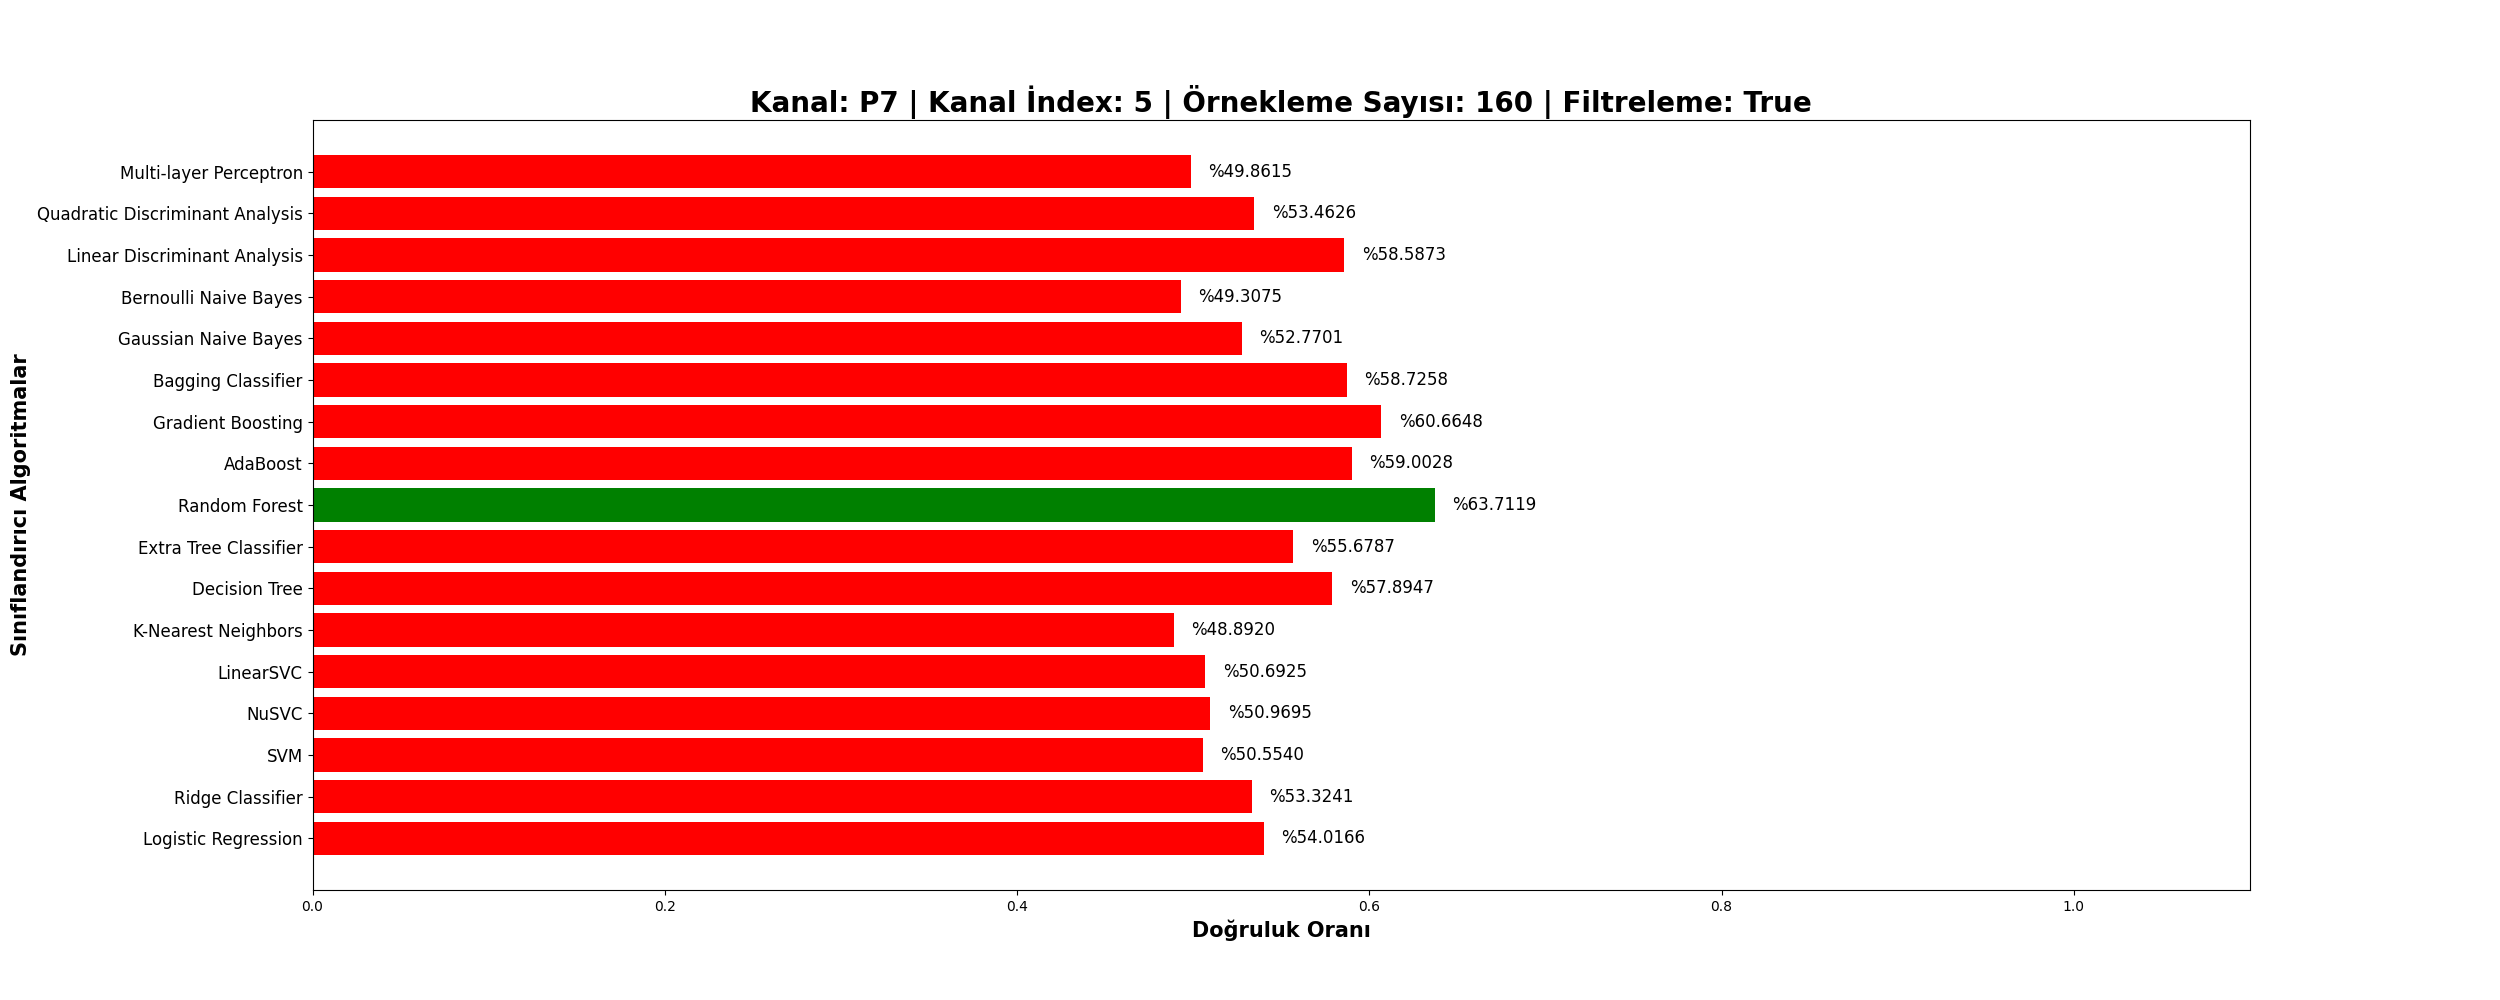 Kanal: P7 | Kanal İndex: 5 | Örnekleme Sayısı: 160 | Filtreleme: True
Sınıflandırıcı Algoritmalar
Multi-layer Perceptron %49.8615
Quadratic Discriminant Analysis %53.4626
Linear Discriminant Analysis %58.5873
Bernoulli Naive Bayes %49.3075
Gaussian Naive Bayes %52.7701
Bagging Classifier %58.7258
Gradient Boosting %60.6648
AdaBoost %59.0028
Random Forest %63.7119
Extra Tree Classifier %55.6787
Decision Tree %57.8947
K-Nearest Neighbors %48.8920
LinearSVC %50.6925
NuSVC %50.9695
SVM %50.5540
Ridge Classifier %53.3241
Logistic Regression %54.0166
0.0 0.2 0.4 0.6 0.8 1.0
Doğruluk Oranı